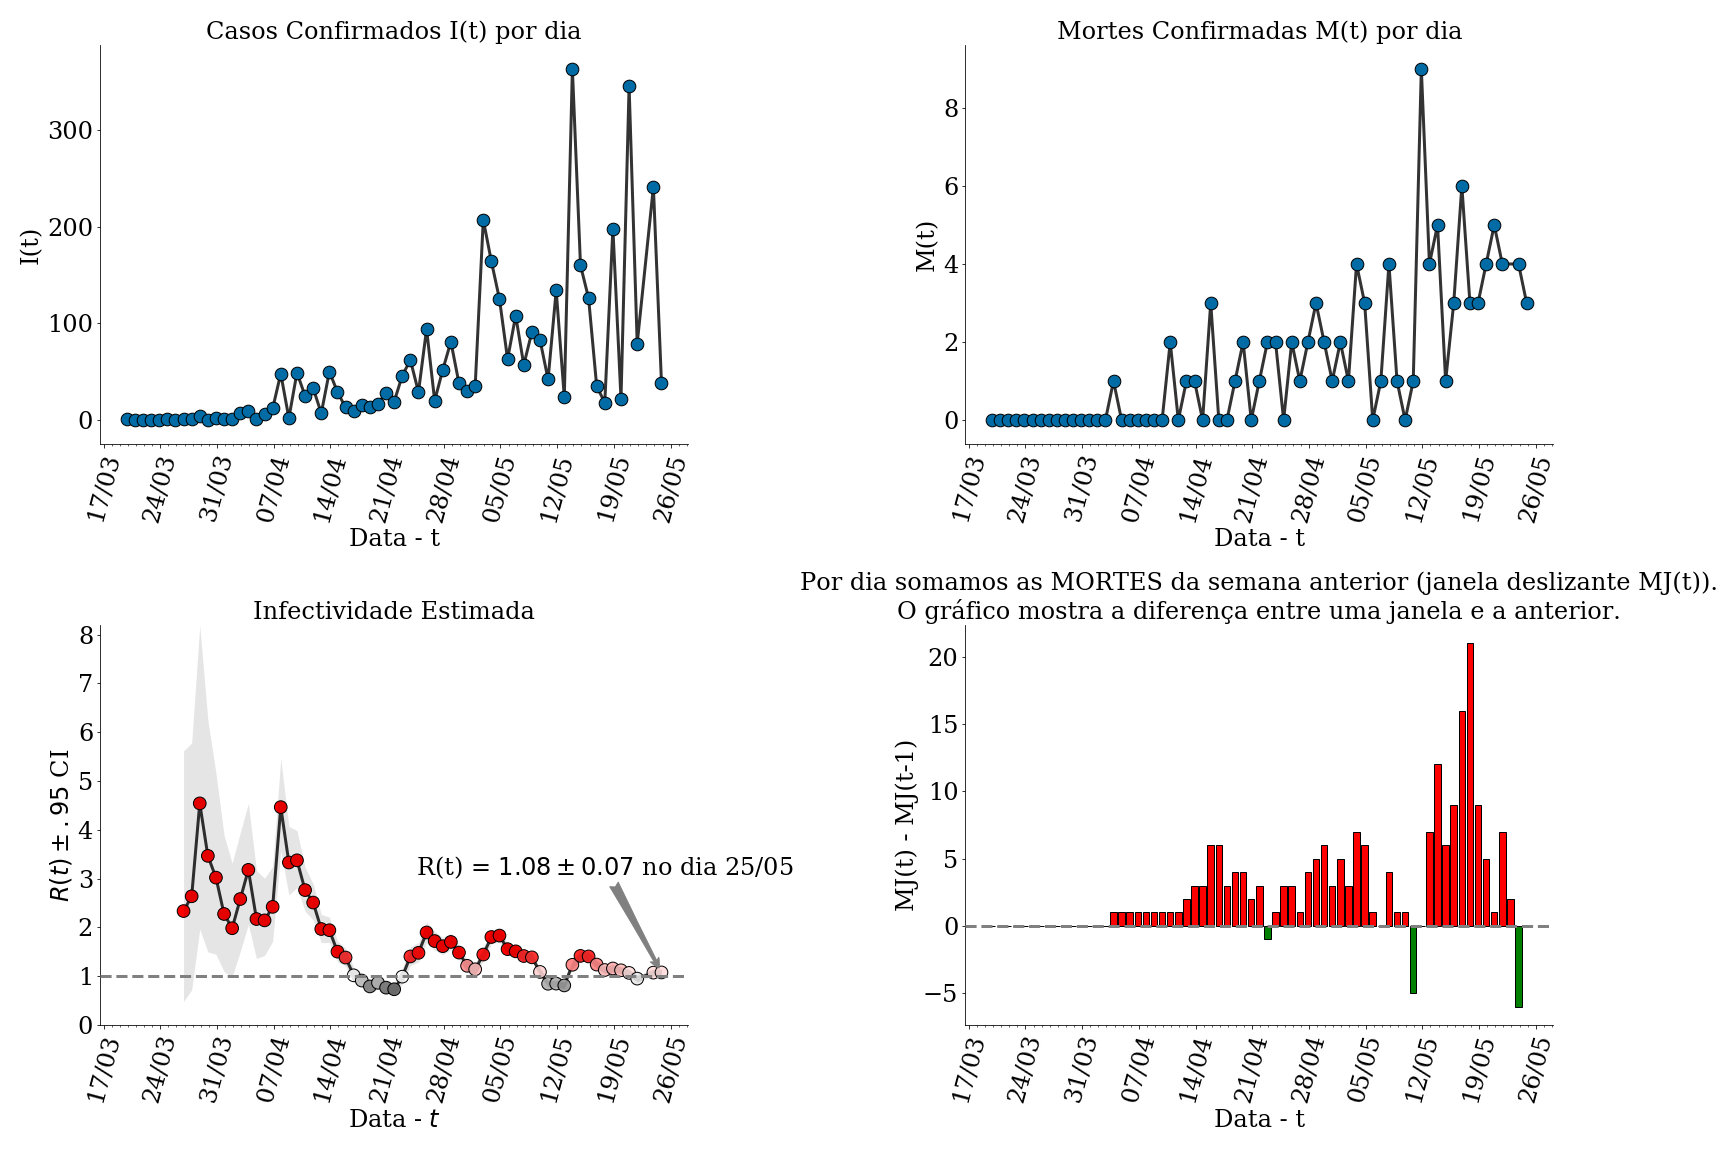 Casos Confirmados I(t) por dia
I(t)
300
200
100
0
17/03 24/03 31/03 07/04 14/04 21/04 28/04 05/05 12/05 19/05 26/05
Data - t
Mortes Confirmadas M(t) por dia
M(t)
8
6
4
2
0
17/03 24/03 31/03 07/04 14/04 21/04 28/04 05/05 12/05 19/05 26/05
Data - t
Infectividade Estimada
R(t) ± .95 CI
8
7
6
5
4
3
2
1
0
R(t) = 1.08 ± 0.07 no dia 25/05
17/03 24/03 31/03 07/04 14/04 21/04 28/04 05/05 12/05 19/05 26/05
Data - t
Por dia somamos as MORTES da semana anterior (janela deslizante MJ(t)).
O gráfico mostra a diferença entre uma janela e a anterior.
MJ(t) - MJ(t-1)
20
15
10
5
0
−5
17/03 24/03 31/03 07/04 14/04 21/04 28/04 05/05 12/05 19/05 26/05
Data - t